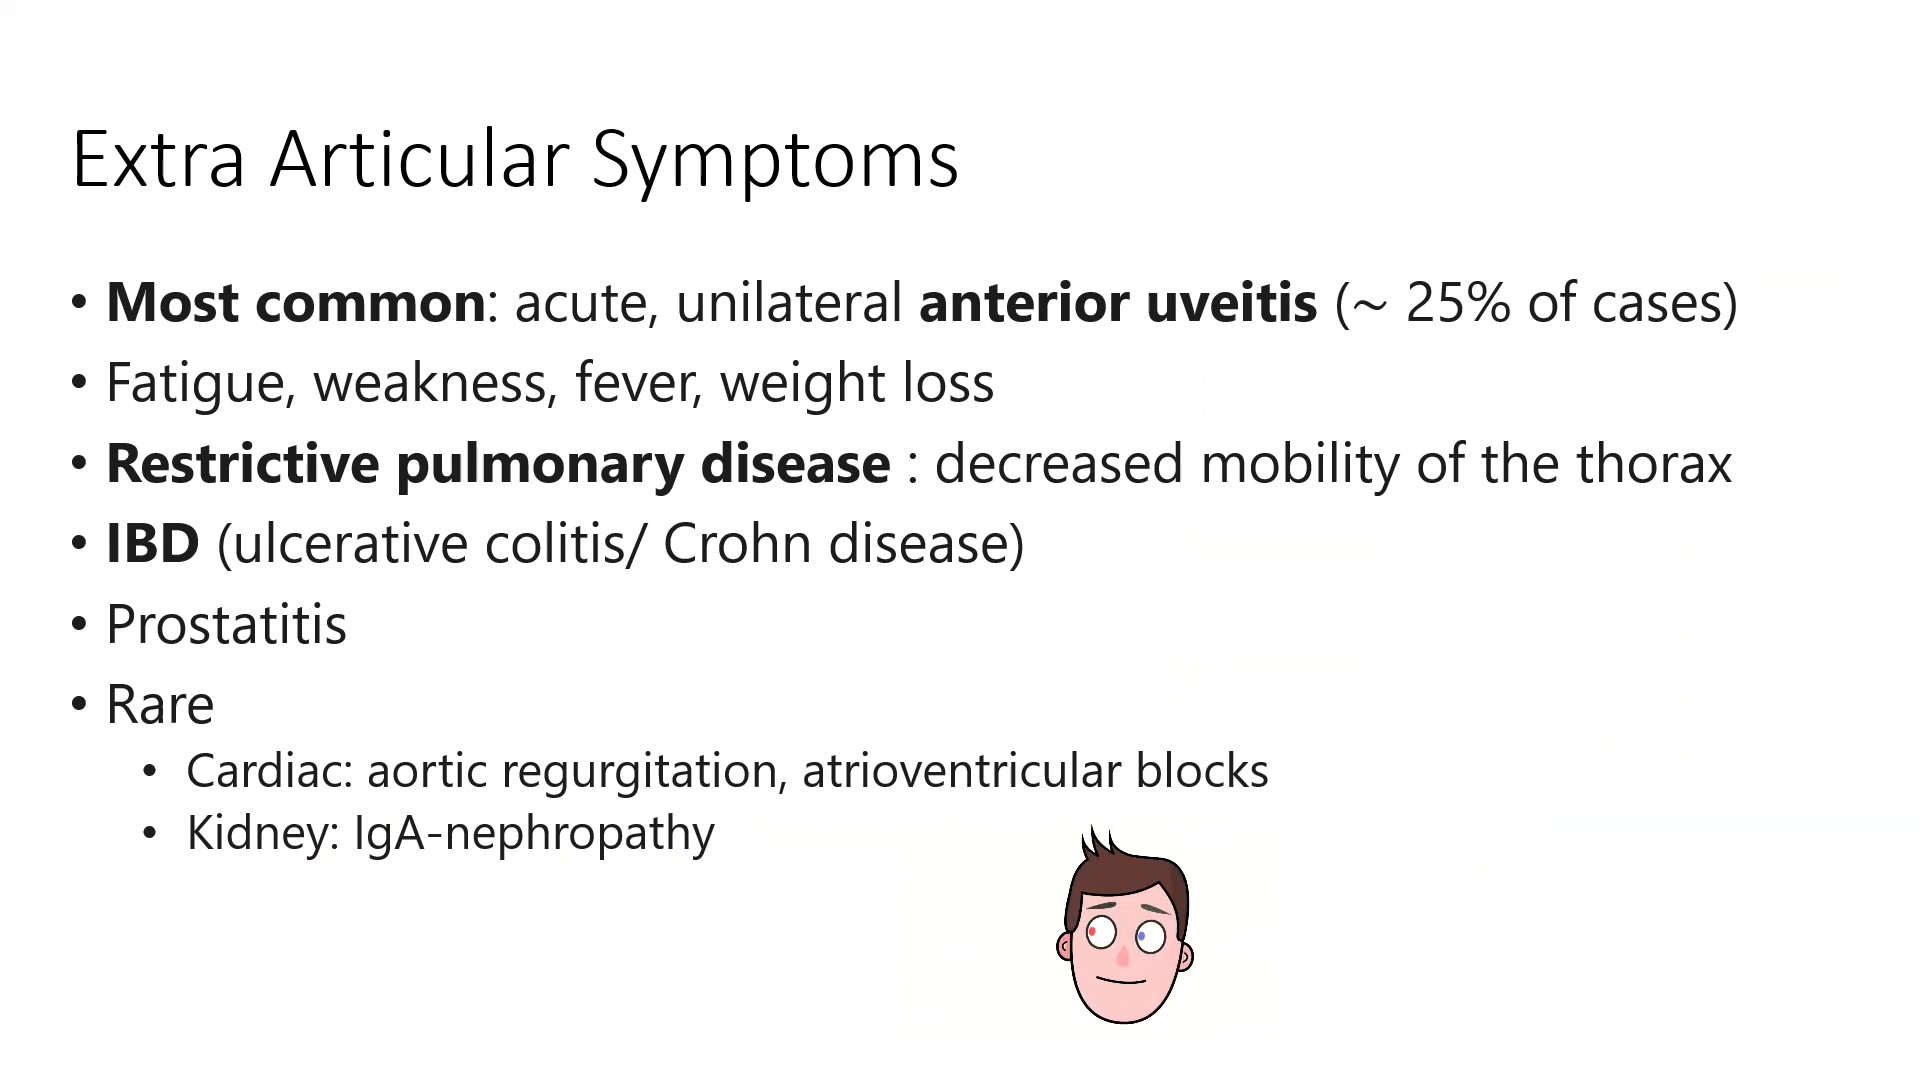 Extra Articular Symptoms
• Most common: acute, unilateral anterior uveitis (~ 25% of cases)
• Fatigue, weakness, fever, weight loss
• Restrictive pulmonary disease : decreased mobility of the thorax
• IBD (ulcerative colitis/ Crohn disease)
• Prostatitis
• Rare
• Cardiac: aortic regurgitation, atrioventricular blocks
• Kidney: IgA-nephropathy